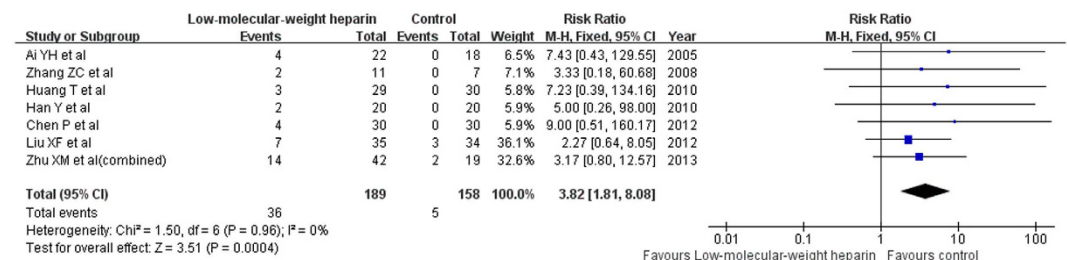 Low-molecular-weight heparin Control Risk Ratio Risk Ratio
Study or Subgroup Events Total Events Total Weight M-H, Fixed, 95% CI Year M-H, Fixed, 95% CI
Ai YH et al 4 22 0 18 6.5% 7.43 [0.43, 129.55] 2005
Zhang ZC et al 2 11 0 7 7.1% 3.33 [0.18, 60.68] 2008
Huang T et al 3 29 0 30 5.8% 7.23 [0.39, 134.16] 2010
Han Y et al 2 20 0 20 5.9% 5.00 [0.26, 98.00] 2010
Chen P et al 4 30 0 30 5.9% 9.00 [0.51, 160.17] 2012
Liu XF et al 7 35 3 34 36.1% 2.27 [0.64, 8.05] 2012
Zhu XM et al(combined) 14 42 2 19 32.6% 3.17 [0.80, 12.57] 2013
Total (95% CI) 189 158 100.0% 3.82 [1.81, 8.08]
Total events 36 5
Heterogeneity: Chi² = 1.50, df = 6 (P = 0.96); I² = 0%
Test for overall effect: Z = 3.51 (P = 0.0004)
0.01 0.1 1 10 100
Favours Low-molecular-weight heparin Favours control